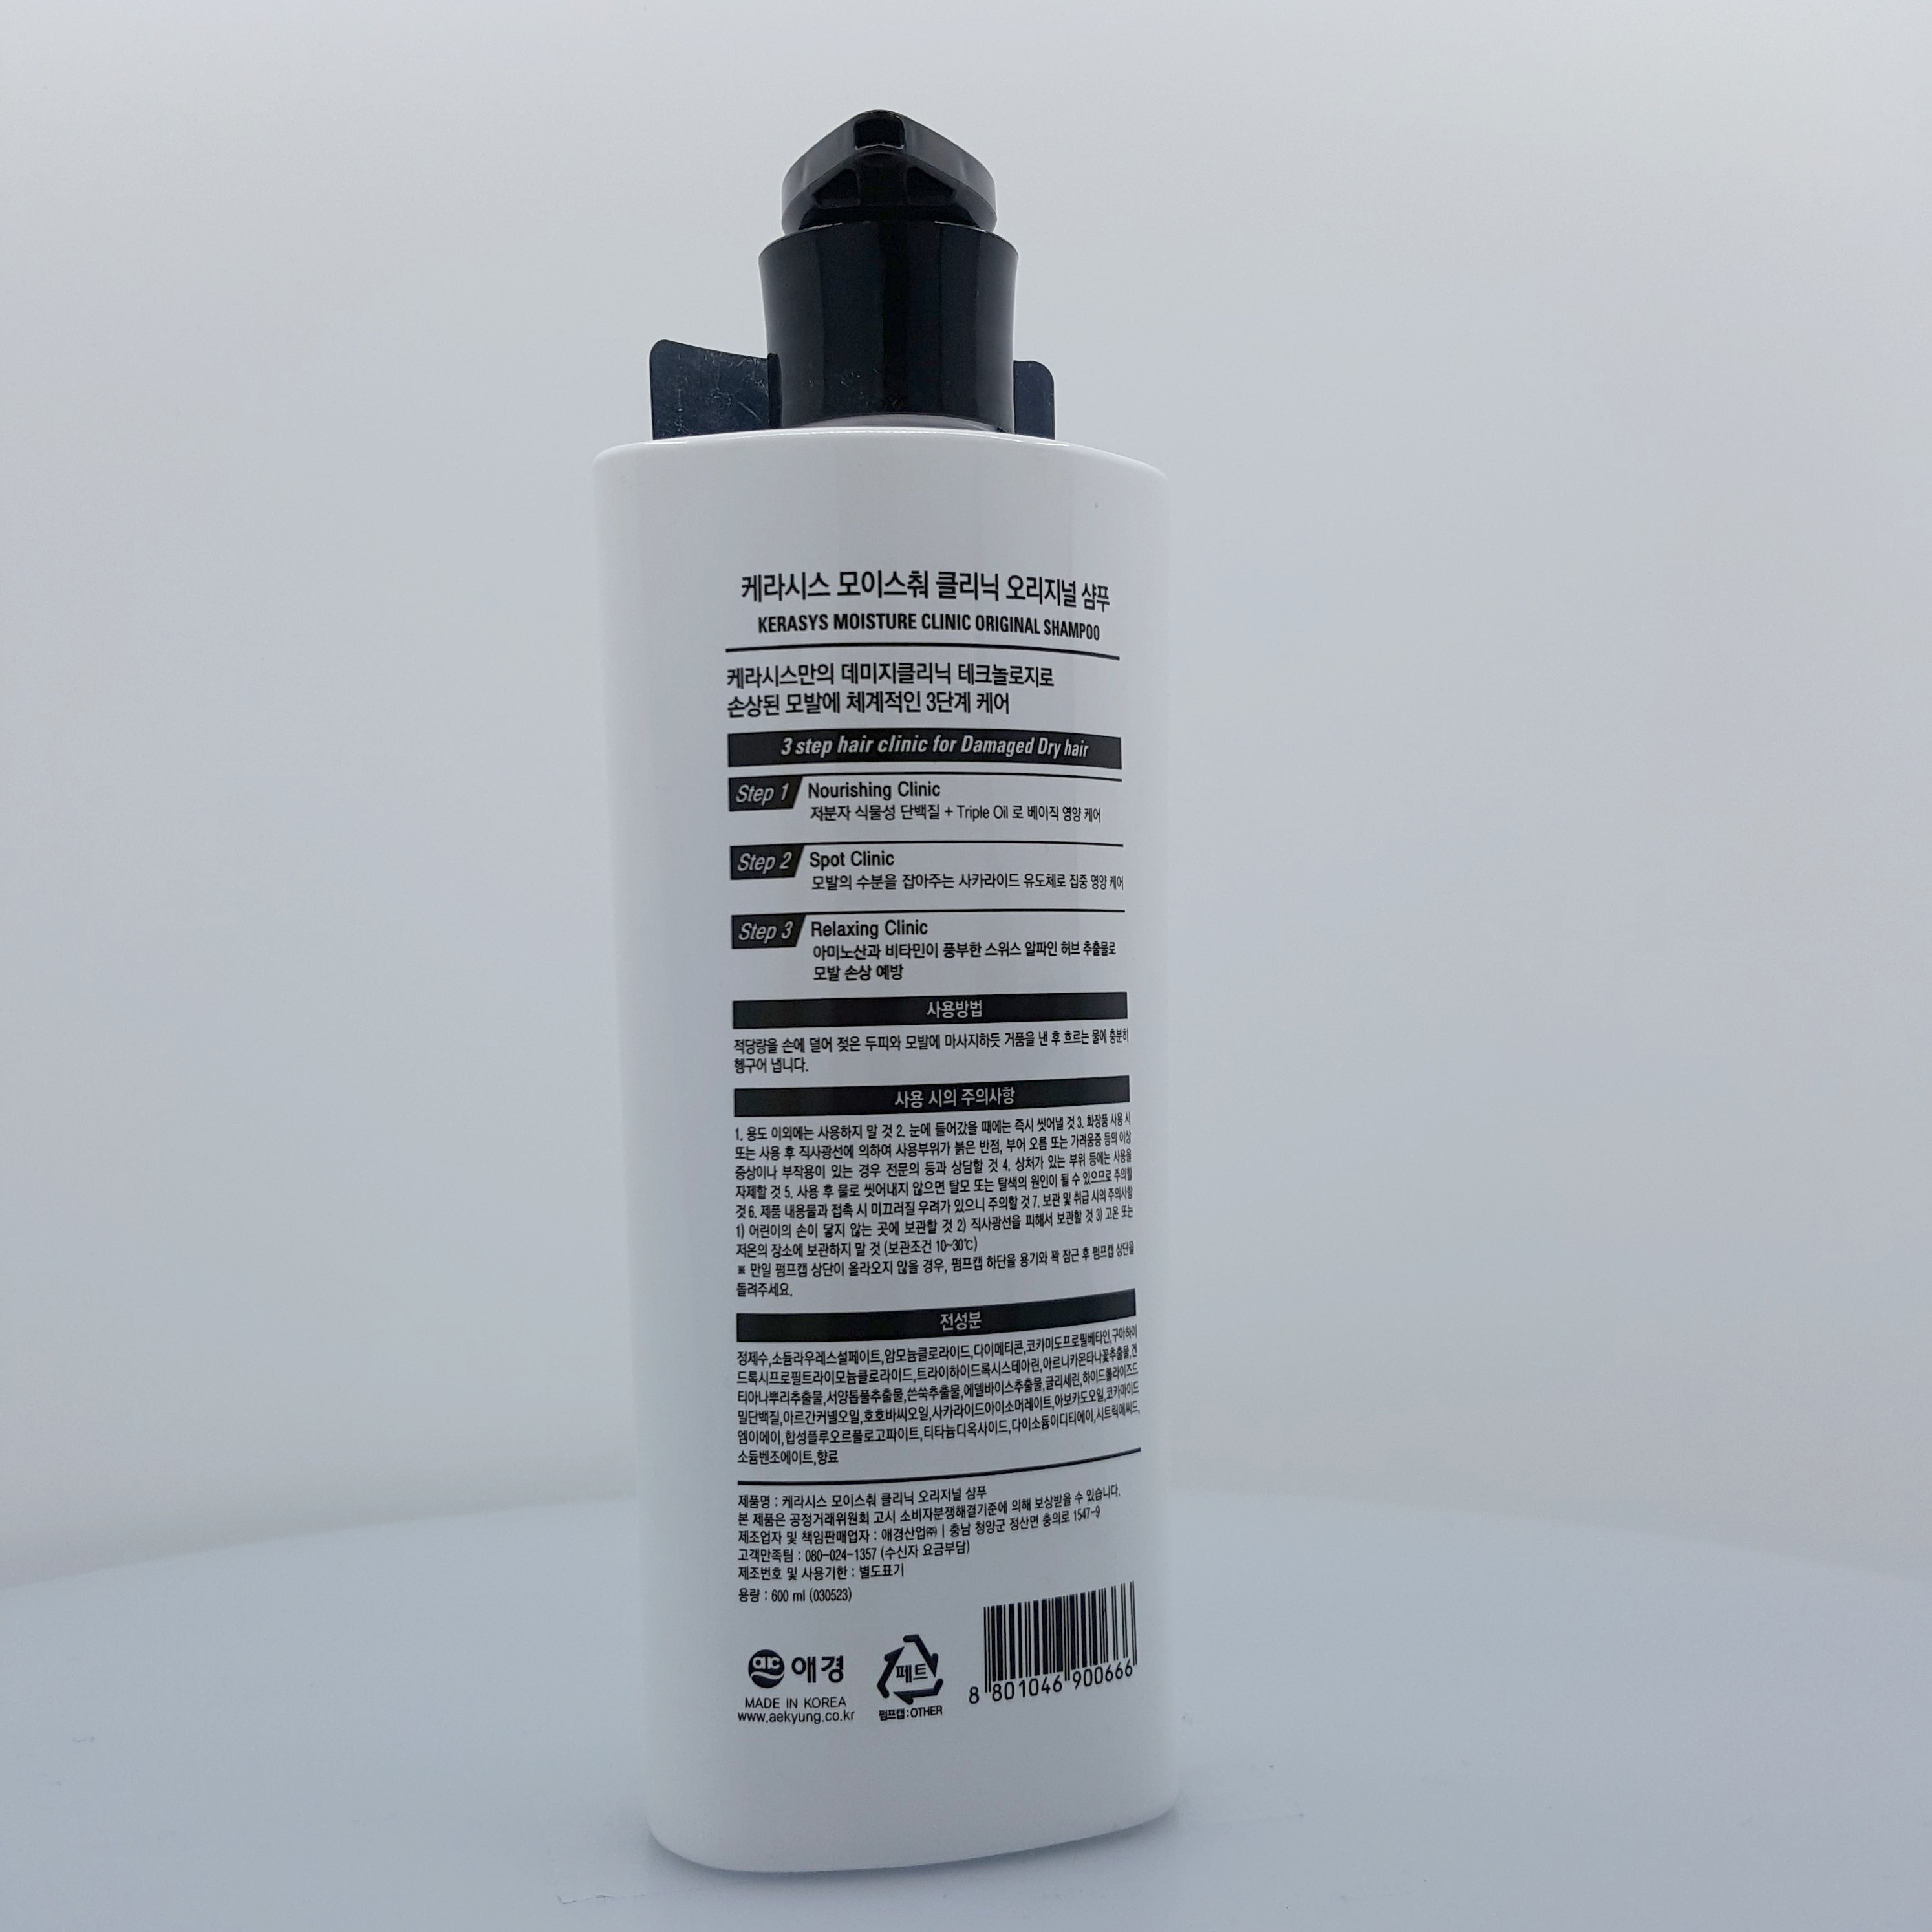 케라시스 모이스춰 클리닉 오리지널 샴푸
KERASYS MOISTURE CLINIC ORIGINAL SHAMPOO
케라시스만의 데미지클리닉 테크놀로지로
손상된 모발에 체계적인 3단계 케어
3 step hair clinic for Damaged Dry hair
Step 1 Nourishing Clinic
저분자 식물성 단백질 + Triple Oil 로 베이직 영양 케어
Step 2 Spot Clinic
모발의 수분을 잡아주는 사카라이드 유도체로 집중 영양 케어
Step 3 Relaxing Clinic
아미노산과 비타민이 풍부한 스위스 알파인 허브 추출물로
모발 손상 예방
사용방법
적당량을 손에 덜어 젖은 두피와 모발에 마사지하듯 거품을 낸 후 흐르는 물에 충분히
헹구어 냅니다.
사용 시의 주의사항
1. 용도 이외에는 사용하지 말 것 2. 눈에 들어갔을 때에는 즉시 씻어낼 것 3. 화장품 사용 시
또는 사용 후 직사광선에 의하여 사용부위가 붉은 반점, 부어 오름 또는 가려움증 등의 이상
증상이나 부작용이 있는 경우 전문의 등과 상담할 것 4. 상처가 있는 부위 등에는 사용을
자제할 것 5. 사용 후 물로 씻어내지 않으면 탈모 또는 탈색의 원인이 될 수 있으므로 주의할
것 6. 제품 내용물과 접촉 시 미끄러질 우려가 있으니 주의할 것 7. 보관 및 취급 시의 주의사항
1) 어린이의 손이 닿지 않는 곳에 보관할 것 2) 직사광선을 피해서 보관할 것 3) 고온 또는
저온의 장소에 보관하지 말 것 (보관조건 10~30℃)
※ 만일 펌프캡 상단이 올라오지 않을 경우, 펌프캡 하단을 용기와 꽉 잠근 후 펌프캡 상단을
돌려주세요.
전성분
정제수,소듐라우레스설페이트,암모늄클로라이드,다이메티콘,코카미도프로필베타인,구아하이
드록시프로필트라이모늄클로라이드,트라이하이드록시스테아린,아르니카몬타나꽃추출물,겐
티아나뿌리추출물,서양톱풀추출물,쓴쑥추출물,에델바이스추출물,글리세린,하이드롤라이즈드
밀단백질,아르간커넬오일,호호바씨오일,사카라이드아이소머레이트,아보카도오일,코카마이드
엠이에이,합성플루오르플로고파이트,티타늄디옥사이드,다이소듐이디티에이,시트릭애씨드,
소듐벤조에이트,향료
제품명 : 케라시스 모이스춰 클리닉 오리지널 샴푸
본 제품은 공정거래위원회 고시 소비자분쟁해결기준에 의해 보상받을 수 있습니다.
제조업자 및 책임판매업자 : 애경산업㈜ | 충남 청양군 정산면 충의로 1547-9
고객만족팀 : 080-024-1357 (수신자 요금부담)
제조번호 및 사용기한 : 별도표기
용량 : 600 ml (030523)
애경
MADE IN KOREA
www.aekyung.co.kr
페트
펌프캡:OTHER
8 801046 900666